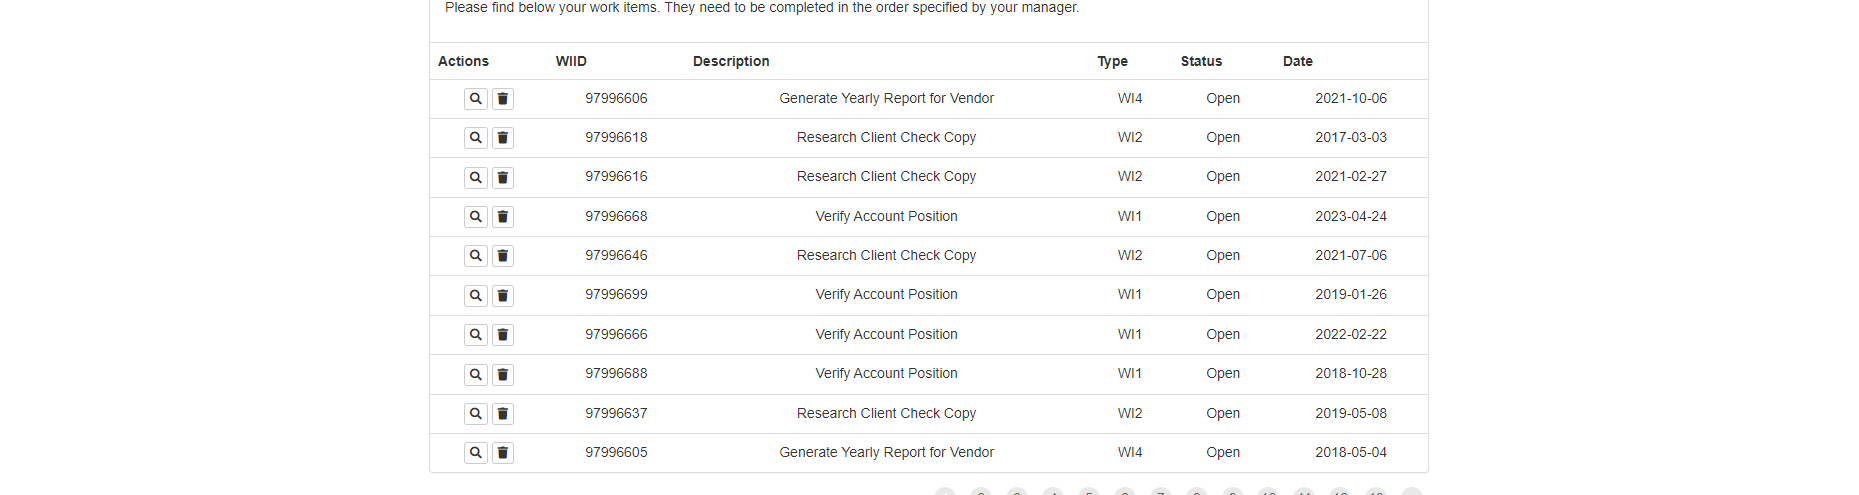 Please find below your work items. They need to be completed in the order specified by your manager.
Actions WIID Description Type Status Date
97996606 Generate Yearly Report for Vendor WI4 Open 2021-10-06
97996618 Research Client Check Copy WI2 Open 2017-03-03
97996616 Research Client Check Copy WI2 Open 2021-02-27
97996668 Verify Account Position WI1 Open 2023-04-24
97996646 Research Client Check Copy WI2 Open 2021-07-06
97996699 Verify Account Position WI1 Open 2019-01-26
97996666 Verify Account Position WI1 Open 2022-02-22
97996688 Verify Account Position WI1 Open 2018-10-28
97996637 Research Client Check Copy WI2 Open 2019-05-08
97996605 Generate Yearly Report for Vendor WI4 Open 2018-05-04